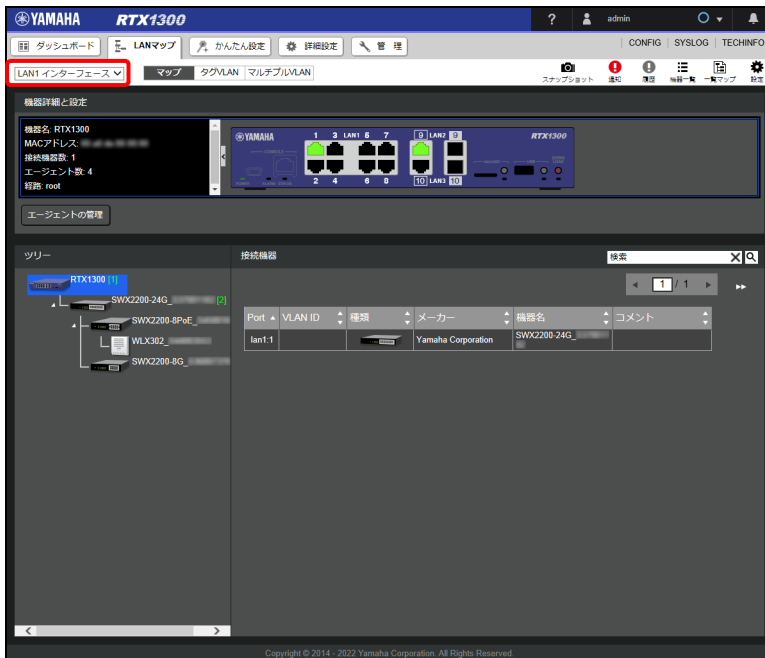 YAMAHA RTX1300 ? admin
ダッシュボード LANマップ かんたん設定 詳細設定 管 理 CONFIG SYSLOG TECHINFO
LAN1 インターフェース マップ タグVLAN マルチプルVLAN スナップショット 通知 履歴 機器一覧 一覧マップ 設定
機器詳細と設定
機器名: RTX1300
MACアドレス:
接続機器数: 1
エージェント数: 4
経路: root
YAMAHA 1 3 LAN1 5 7 9 LAN2 9 RTX1300
CONSOLE
POWER ALARM STATUS 2 4 6 8 10 LAN3 10
エージェントの管理
ツリー 接続機器 検索
RTX1300 [1]
SWX2200-24G_ [2]
SWX2200-8PoE_
WLX302_
SWX2200-8G_
1 / 1
Port VLAN ID 種類 メーカー 機器名 コメント
lan1:1 Yamaha Corporation SWX2200-24G_
Copyright © 2014 - 2022 Yamaha Corporation. All Rights Reserved.